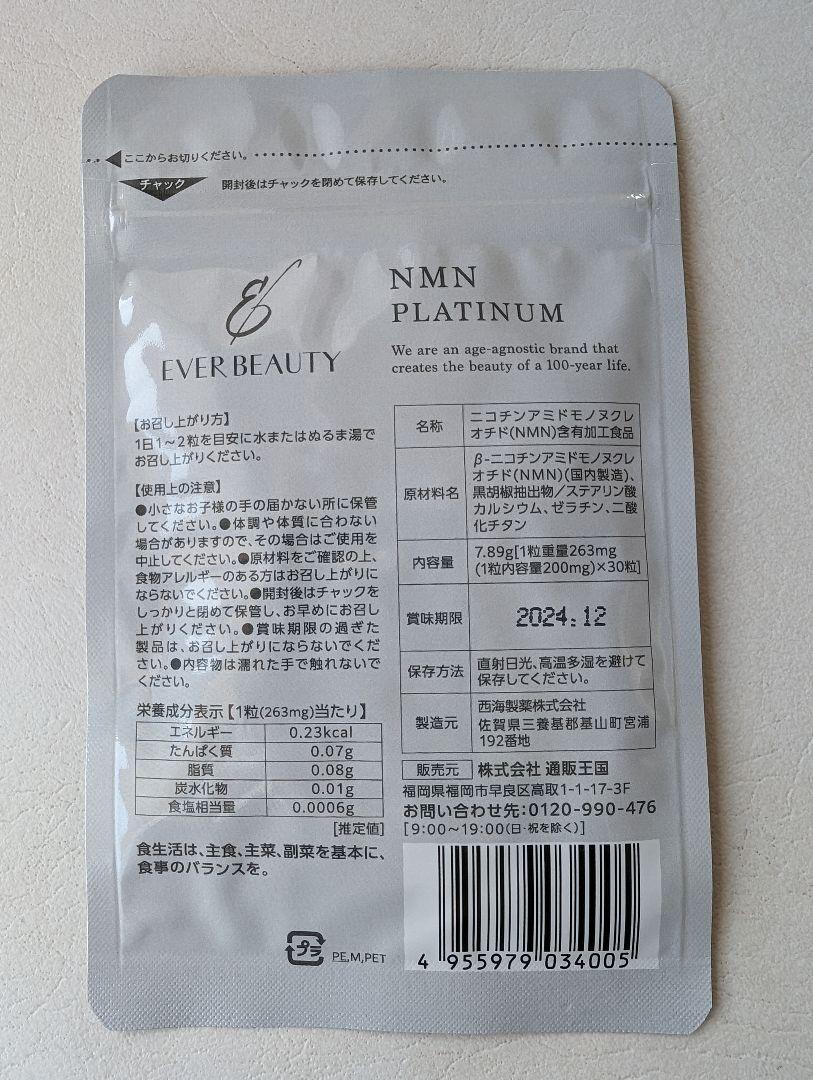 ここからお切りください。
チャック
開封後はチャックを閉めて保存してください。
EVER BEAUTY
NMN
PLATINUM
We are an age-agnostic brand that
creates the beauty of a 100-year life.
【お召し上がり方】
1日1～2粒を目安に水またはぬるま湯で
お召し上がりください。
【使用上の注意】
●小さなお子様の手の届かない所に保管
してください。●体調や体質に合わない
場合がありますので、その場合はご使用を
中止してください。●原材料をご確認の上、
食物アレルギーのある方はお召し上がりに
ならないでください。●開封後はチャックを
しっかりと閉めて保管し、お早めにお召し
上がりください。●賞味期限の過ぎた
製品は、お召し上がりにならないでくだ
さい。●内容物は濡れた手で触れないで
ください。
栄養成分表示【1粒(263mg)当たり】
エネルギー 0.23kcal
たんぱく質 0.07g
脂質 0.08g
炭水化物 0.01g
食塩相当量 0.0006g
[推定値]
食生活は、主食、主菜、副菜を基本に、
食事のバランスを。
プラ
PE,M,PET
名称
ニコチンアミドモノヌクレ
オチド(NMN)含有加工食品
原材料名
β-ニコチンアミドモノヌクレ
オチド(NMN)(国内製造)、
黒胡椒抽出物／ステアリン酸
カルシウム、ゼラチン、二酸
化チタン
内容量
7.89g[1粒重量263mg
(1粒内容量200mg)×30粒]
賞味期限
2024.12
保存方法
直射日光、高温多湿を避けて
保存してください。
製造元
西海製薬株式会社
佐賀県三養基郡基山町宮浦
192番地
販売元 株式会社 通販王国
福岡県福岡市早良区高取1-1-17-3F
お問い合わせ先:0120-990-476
[9:00～19:00(日・祝を除く)]
4 955979 034005